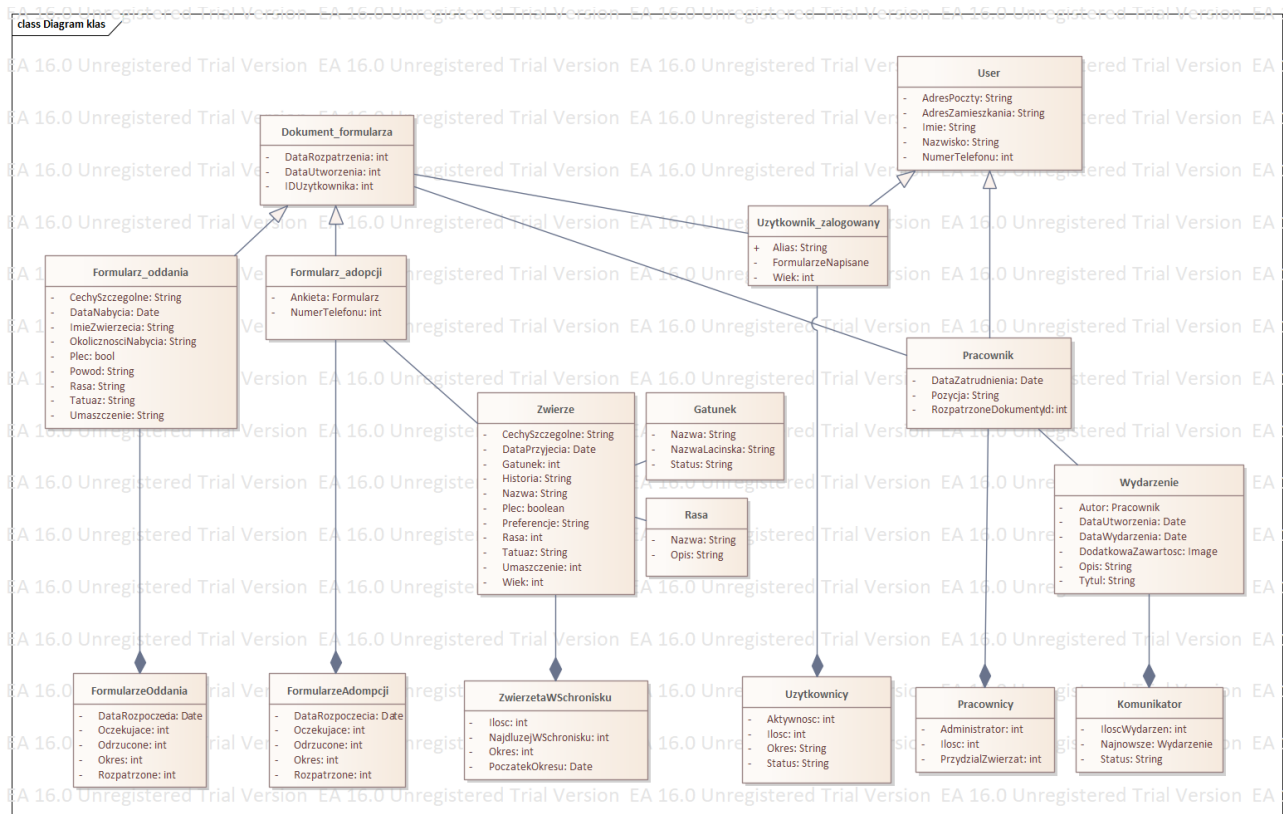 class Diagram klas
EA 16.0 Unregistered Trial Version
User
- AdresPoczty: String
- AdresZamieszkania: String
- Imie: String
- Nazwisko: String
- NumerTelefonu: int
Dokument_formularza
- DataRozpatrzenia: int
- DataUtworzenia: int
- IDUzytkownika: int
Uzytkownik_zalogowany
+ Alias: String
- FormularzeNapisane
- Wiek: int
Formularz_oddania
- CechySzczegolne: String
- DataNabycia: Date
- ImieZwierzecia: String
- OkolicznosciNabycia: String
- Plec: bool
- Powod: String
- Rasa: String
- Tatuaz: String
- Umaszczenie: String
Formularz_adopcji
- Ankieta: Formularz
- NumerTelefonu: int
Pracownik
- DataZatrudnienia: Date
- Pozycja: String
- RozpatrzoneDokumentyId: int
Zwierze
- CechySzczegolne: String
- DataPrzyjecia: Date
- Gatunek: int
- Historia: String
- Nazwa: String
- Plec: boolean
- Preferencje: String
- Rasa: int
- Tatuaz: String
- Umaszczenie: int
- Wiek: int
Gatunek
- Nazwa: String
- NazwaLacinska: String
- Status: String
Rasa
- Nazwa: String
- Opis: String
Wydarzenie
- Autor: Pracownik
- DataUtworzenia: Date
- DataWydarzenia: Date
- DodatkowaZawartosc: Image
- Opis: String
- Tytul: String
FormularzeOddania
- DataRozpoczecia: Date
- Oczekujace: int
- Odrzucone: int
- Okres: int
- Rozpatrzone: int
FormularzeAdompcji
- DataRozpoczecia: Date
- Oczekujace: int
- Odrzucone: int
- Okres: int
- Rozpatrzone: int
ZwierzetaWSchronisku
- Ilosc: int
- NajdluzejWSchronisku: int
- Okres: int
- PoczatekOkresu: Date
Uzytkownicy
- Aktywnosc: int
- Ilosc: int
- Okres: String
- Status: String
Pracownicy
- Administrator: int
- Ilosc: int
- PrzydzialZwierzat: int
Komunikator
- IloscWydarzen: int
- Najnowsze: Wydarzenie
- Status: String